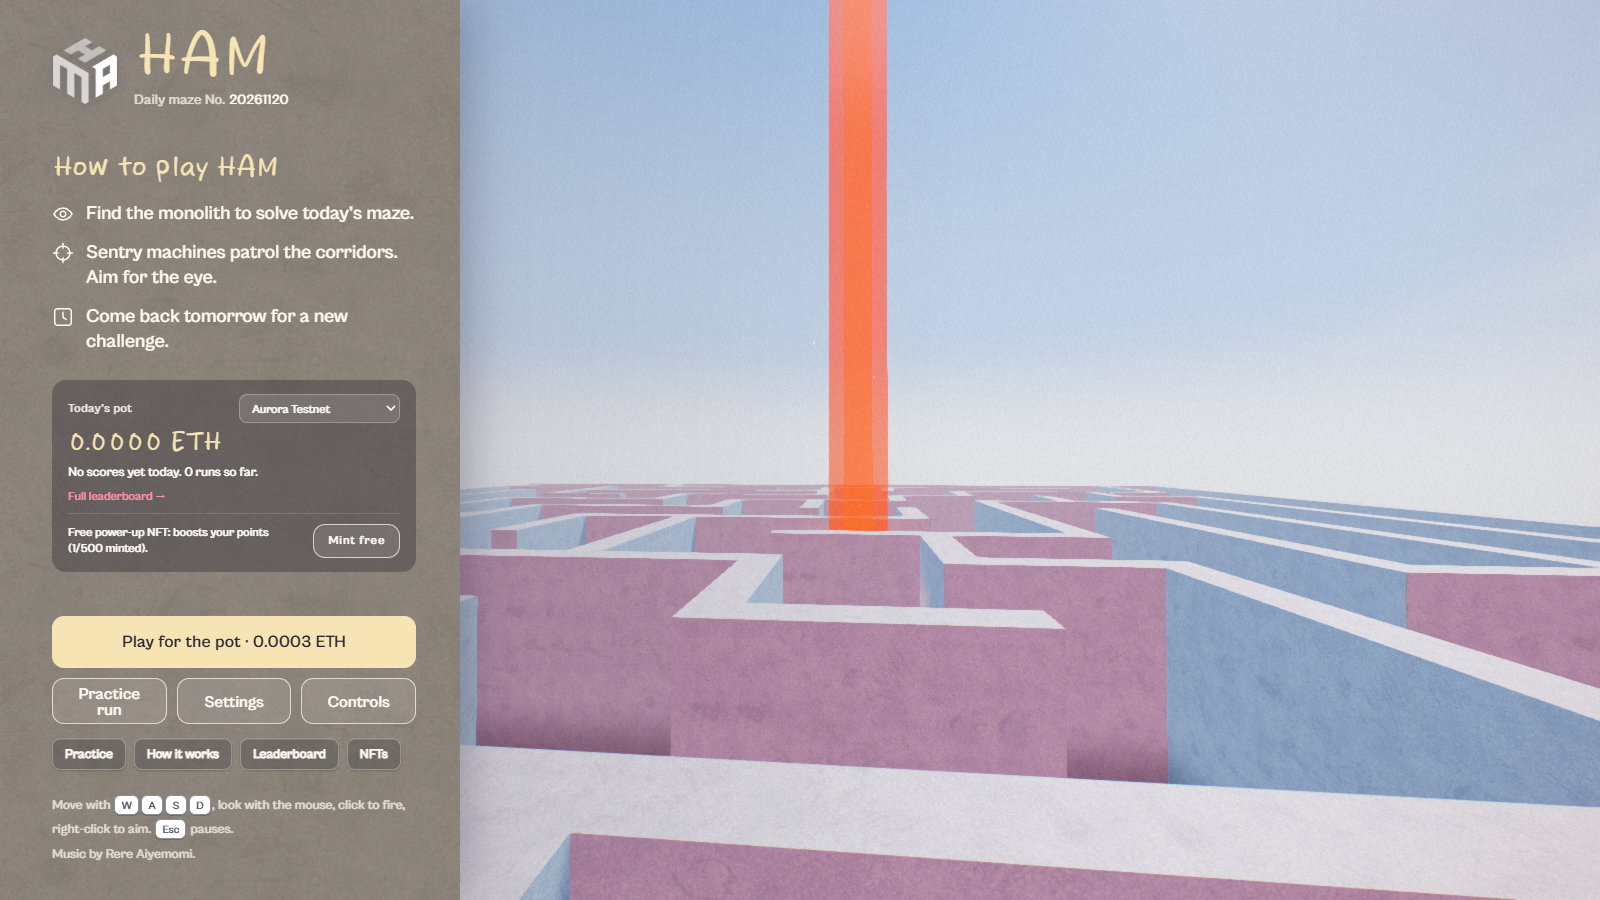 HMA
HAM
Daily maze No. 20261120
How to play HAM
Find the monolith to solve today's maze.
Sentry machines patrol the corridors.
Aim for the eye.
Come back tomorrow for a new
challenge.
Today's pot
Aurora Testnet
0.0000 ETH
No scores yet today. 0 runs so far.
Full leaderboard →
Free power-up NFT: boosts your points
(1/500 minted).
Mint free
Play for the pot · 0.0003 ETH
Practice
run
Settings
Controls
Practice
How it works
Leaderboard
NFTs
Move with W A S D, look with the mouse, click to fire,
right-click to aim. Esc pauses.
Music by Rere Aiyemomi.